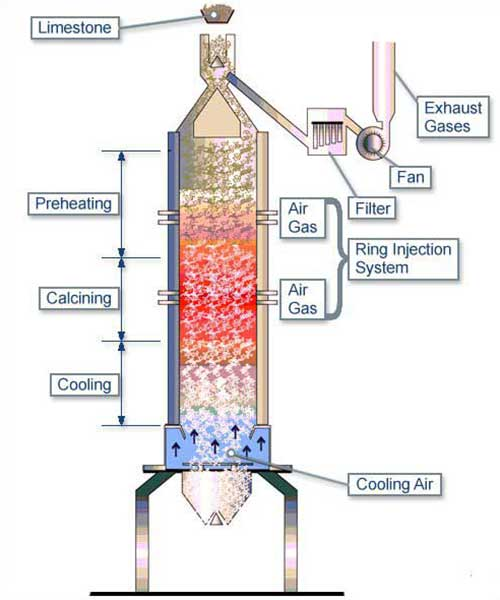 Limestone
Exhaust
Gases
Fan
Filter
Preheating
Air
Gas
Ring Injection
System
Calcining
Air
Gas
Cooling
Cooling Air